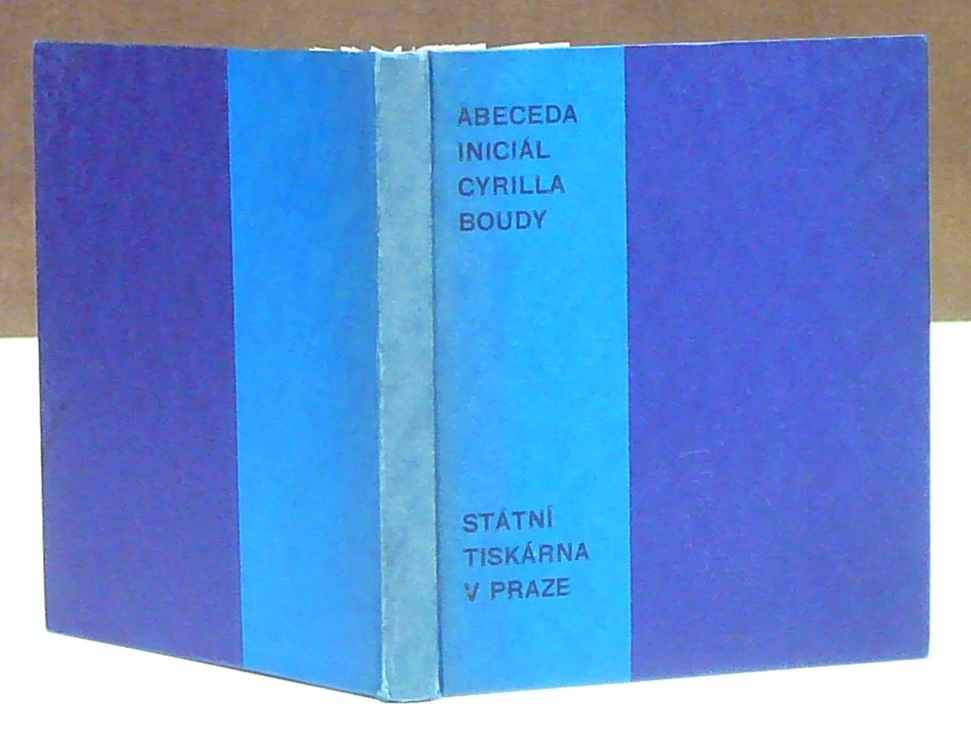 ABECEDA
INICIÁL
CYRILLA
BOUDY
STÁTNÍ
TISKÁRNA
V PRAZE